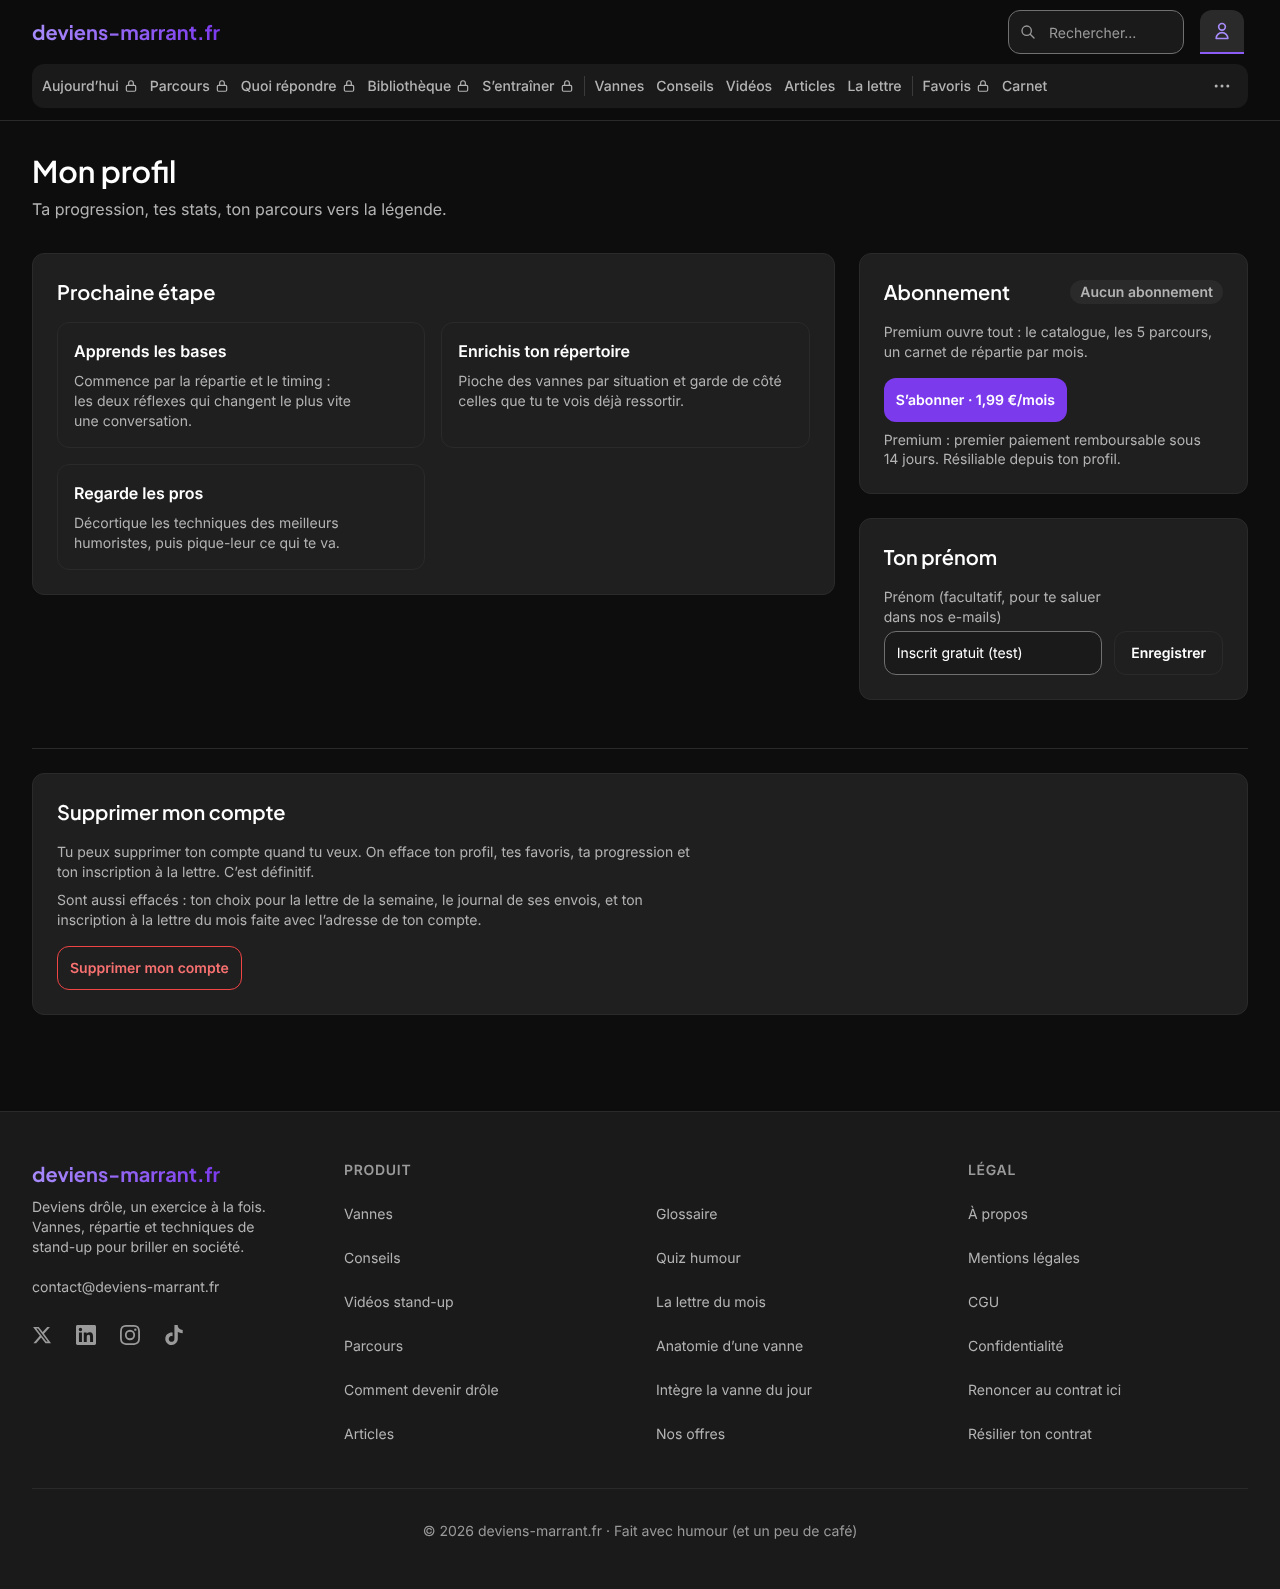 deviens-marrant.fr
Rechercher...
Aujourd’hui Parcours Quoi répondre Bibliothèque S’entraîner Vannes Conseils Vidéos Articles La lettre Favoris Carnet
Mon profil
Ta progression, tes stats, ton parcours vers la légende.
Prochaine étape
Apprends les bases
Commence par la répartie et le timing :
les deux réflexes qui changent le plus vite
une conversation.
Enrichis ton répertoire
Pioche des vannes par situation et garde de côté
celles que tu te vois déjà ressortir.
Regarde les pros
Décortique les techniques des meilleurs
humoristes, puis pique-leur ce qui te va.
Abonnement
Aucun abonnement
Premium ouvre tout : le catalogue, les 5 parcours,
un carnet de répartie par mois.
S’abonner · 1,99 €/mois
Premium : premier paiement remboursable sous
14 jours. Résiliable depuis ton profil.
Ton prénom
Prénom (facultatif, pour te saluer
dans nos e-mails)
Inscrit gratuit (test)
Enregistrer
Supprimer mon compte
Tu peux supprimer ton compte quand tu veux. On efface ton profil, tes favoris, ta progression et
ton inscription à la lettre. C’est définitif.
Sont aussi effacés : ton choix pour la lettre de la semaine, le journal de ses envois, et ton
inscription à la lettre du mois faite avec l’adresse de ton compte.
Supprimer mon compte
deviens-marrant.fr
Deviens drôle, un exercice à la fois.
Vannes, répartie et techniques de
stand-up pour briller en société.
contact@deviens-marrant.fr
PRODUIT
Vannes
Conseils
Vidéos stand-up
Parcours
Comment devenir drôle
Articles
Glossaire
Quiz humour
La lettre du mois
Anatomie d’une vanne
Intègre la vanne du jour
Nos offres
LÉGAL
À propos
Mentions légales
CGU
Confidentialité
Renoncer au contrat ici
Résilier ton contrat
© 2026 deviens-marrant.fr · Fait avec humour (et un peu de café)